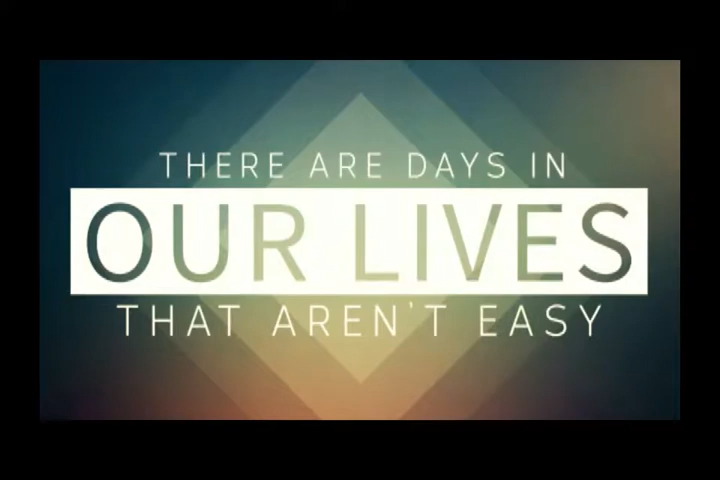 THERE ARE DAYS IN
OUR LIVES
THAT AREN'T EASY